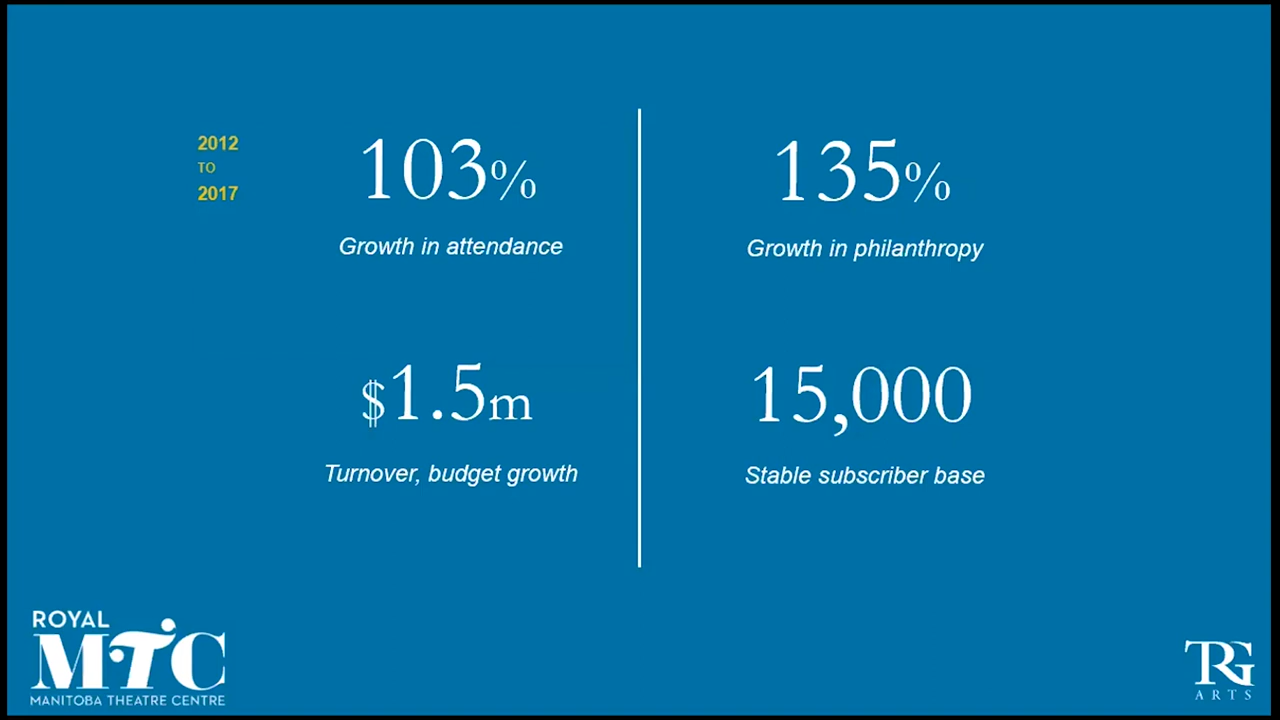 2012
TO
2017
103%
Growth in attendance
135%
Growth in philanthropy
$1.5m
Turnover, budget growth
15,000
Stable subscriber base
ROYAL
MTC
MANITOBA THEATRE CENTRE
TRG
ARTS